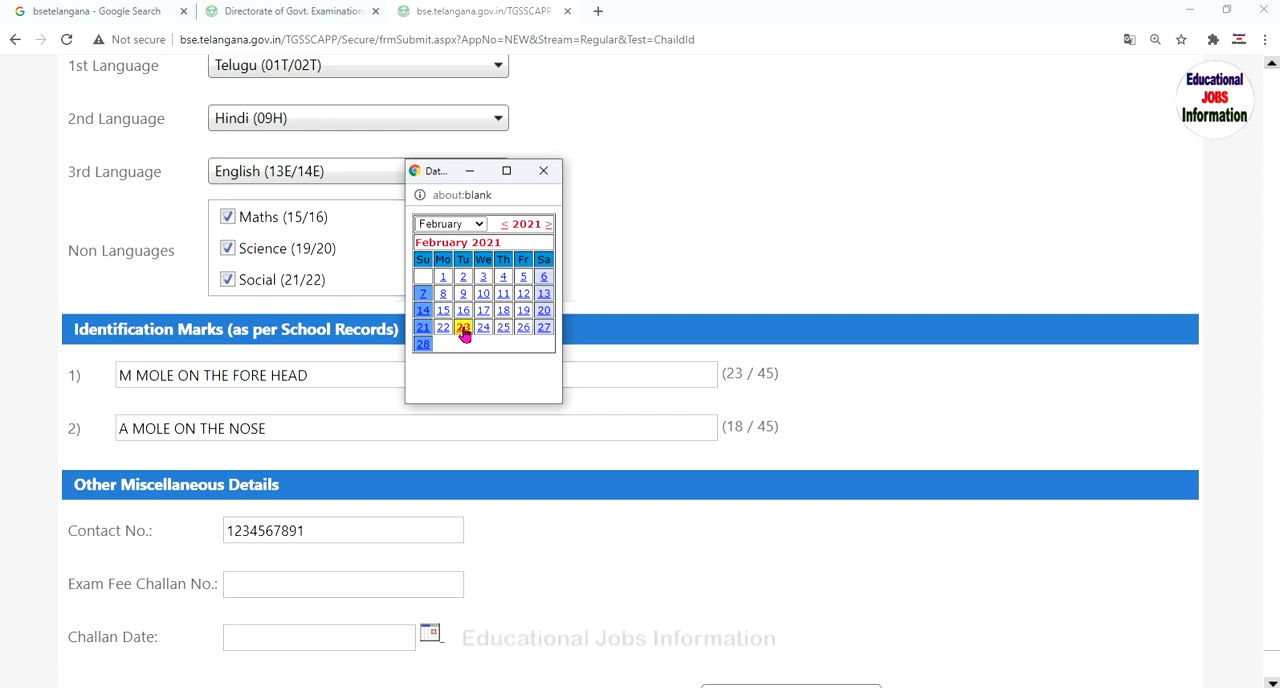 bsetelangana - Google Search
Directorate of Govt. Examination
bse.telangana.gov.in/TGSSCAPP
Not secure
bse.telangana.gov.in/TGSSCAPP/Secure/frmSubmit.aspx?AppNo=NEW&Stream=Regular&Test=ChaildId
1st Language
Telugu (01T/02T)
Educational
JOBS
Information
2nd Language
Hindi (09H)
3rd Language
English (13E/14E)
Non Languages
Maths (15/16)
Science (19/20)
Social (21/22)
Dat...
about:blank
February < 2021 >
February 2021
Su Mo Tu We Th Fr Sa
1 2 3 4 5 6
7 8 9 10 11 12 13
14 15 16 17 18 19 20
21 22 23 24 25 26 27
28
Identification Marks (as per School Records)
1) M MOLE ON THE FORE HEAD (23 / 45)
2) A MOLE ON THE NOSE (18 / 45)
Other Miscellaneous Details
Contact No.: 1234567891
Exam Fee Challan No.:
Challan Date:
Educational Jobs Information